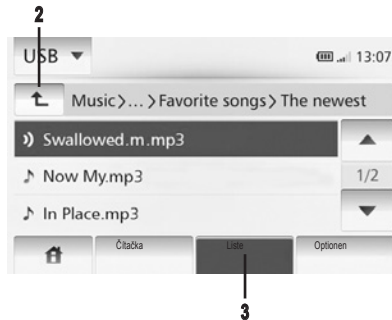 2
USB 13:07
Music>...>Favorite songs>The newest
Swallowed.m.mp3
Now My.mp3 1/2
In Place.mp3
Čítačka Liste Optionen
3